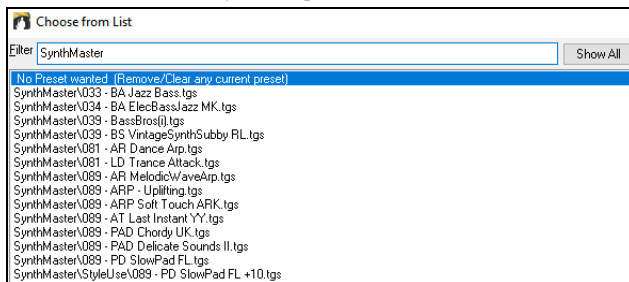 Choose from List
Filter SynthMaster Show All
No Preset wanted (Remove/Clear any current preset)
SynthMaster\033 - BA Jazz Bass.tgs
SynthMaster\034 - BA ElecBassJazz MK.tgs
SynthMaster\039 - BassBros(i).tgs
SynthMaster\039 - BS VintageSynthSubby RL.tgs
SynthMaster\081 - AR Dance Arp.tgs
SynthMaster\081 - LD Trance Attack.tgs
SynthMaster\089 - AR MelodicWaveArp.tgs
SynthMaster\089 - ARP - Uplifting.tgs
SynthMaster\089 - ARP Soft Touch ARK.tgs
SynthMaster\089 - AT Last Instant YY.tgs
SynthMaster\089 - PAD Chordy UK.tgs
SynthMaster\089 - PAD Delicate Sounds II.tgs
SynthMaster\089 - PD SlowPad FL.tgs
SynthMaster\StyleUse\089 - PD SlowPad FL +10.tgs